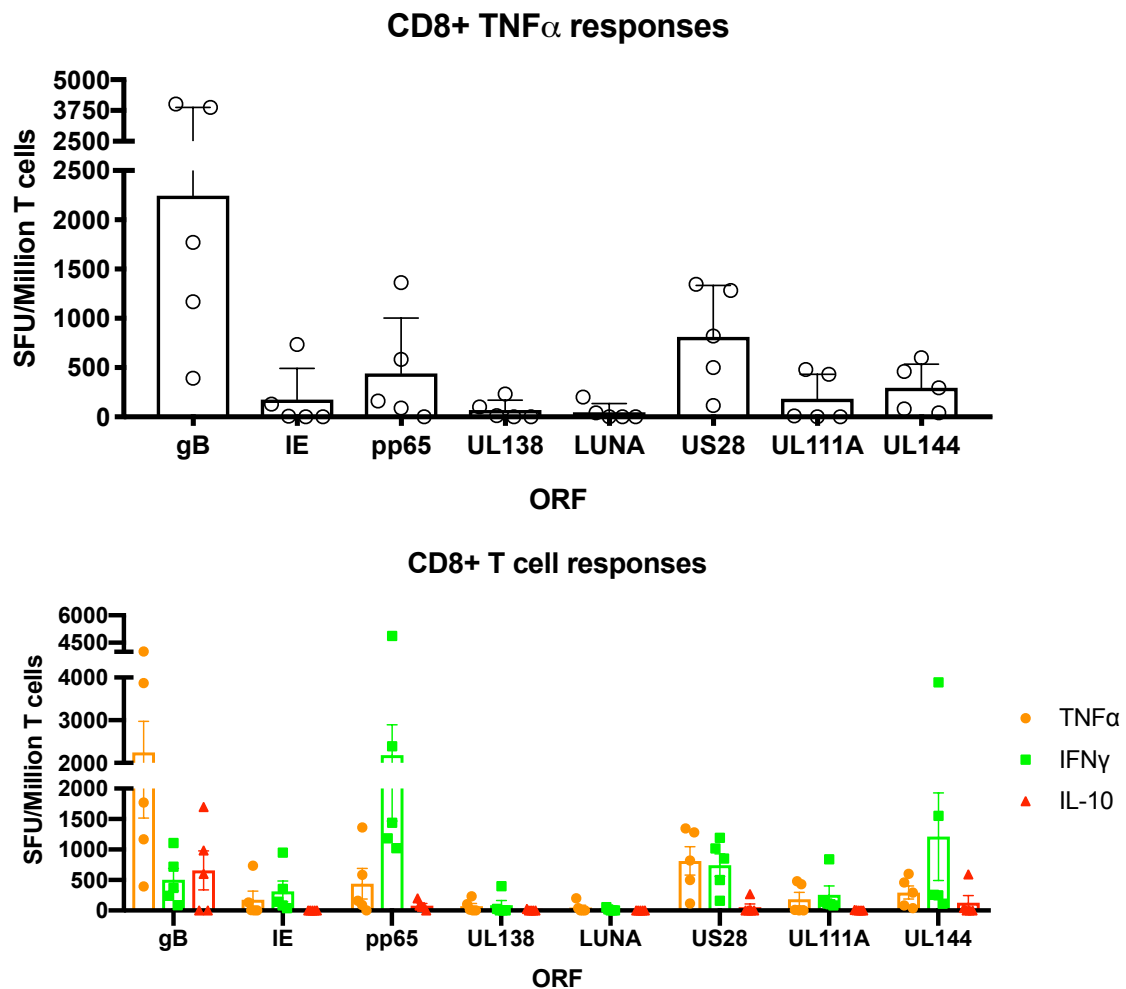 CD8+ TNFα responses
SFU/Million T cells
5000
3750
2500
2500
2000
1500
1000
500
0
gB IE pp65 UL138 LUNA US28 UL111A UL144
ORF
CD8+ T cell responses
SFU/Million T cells
6000
4500
4000
3000
2000
2000
1500
1000
500
0
gB IE pp65 UL138 LUNA US28 UL111A UL144
ORF
TNFα
IFNγ
IL-10